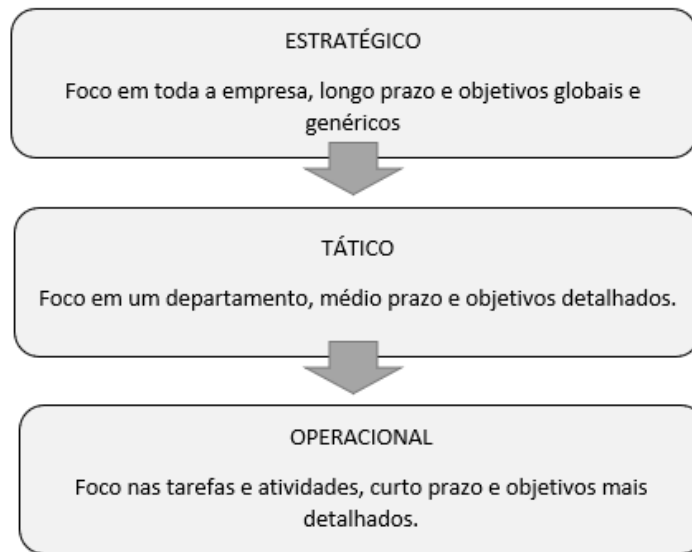 ESTRATÉGICO
Foco em toda a empresa, longo prazo e objetivos globais e
genéricos
TÁTICO
Foco em um departamento, médio prazo e objetivos detalhados.
OPERACIONAL
Foco nas tarefas e atividades, curto prazo e objetivos mais
detalhados.